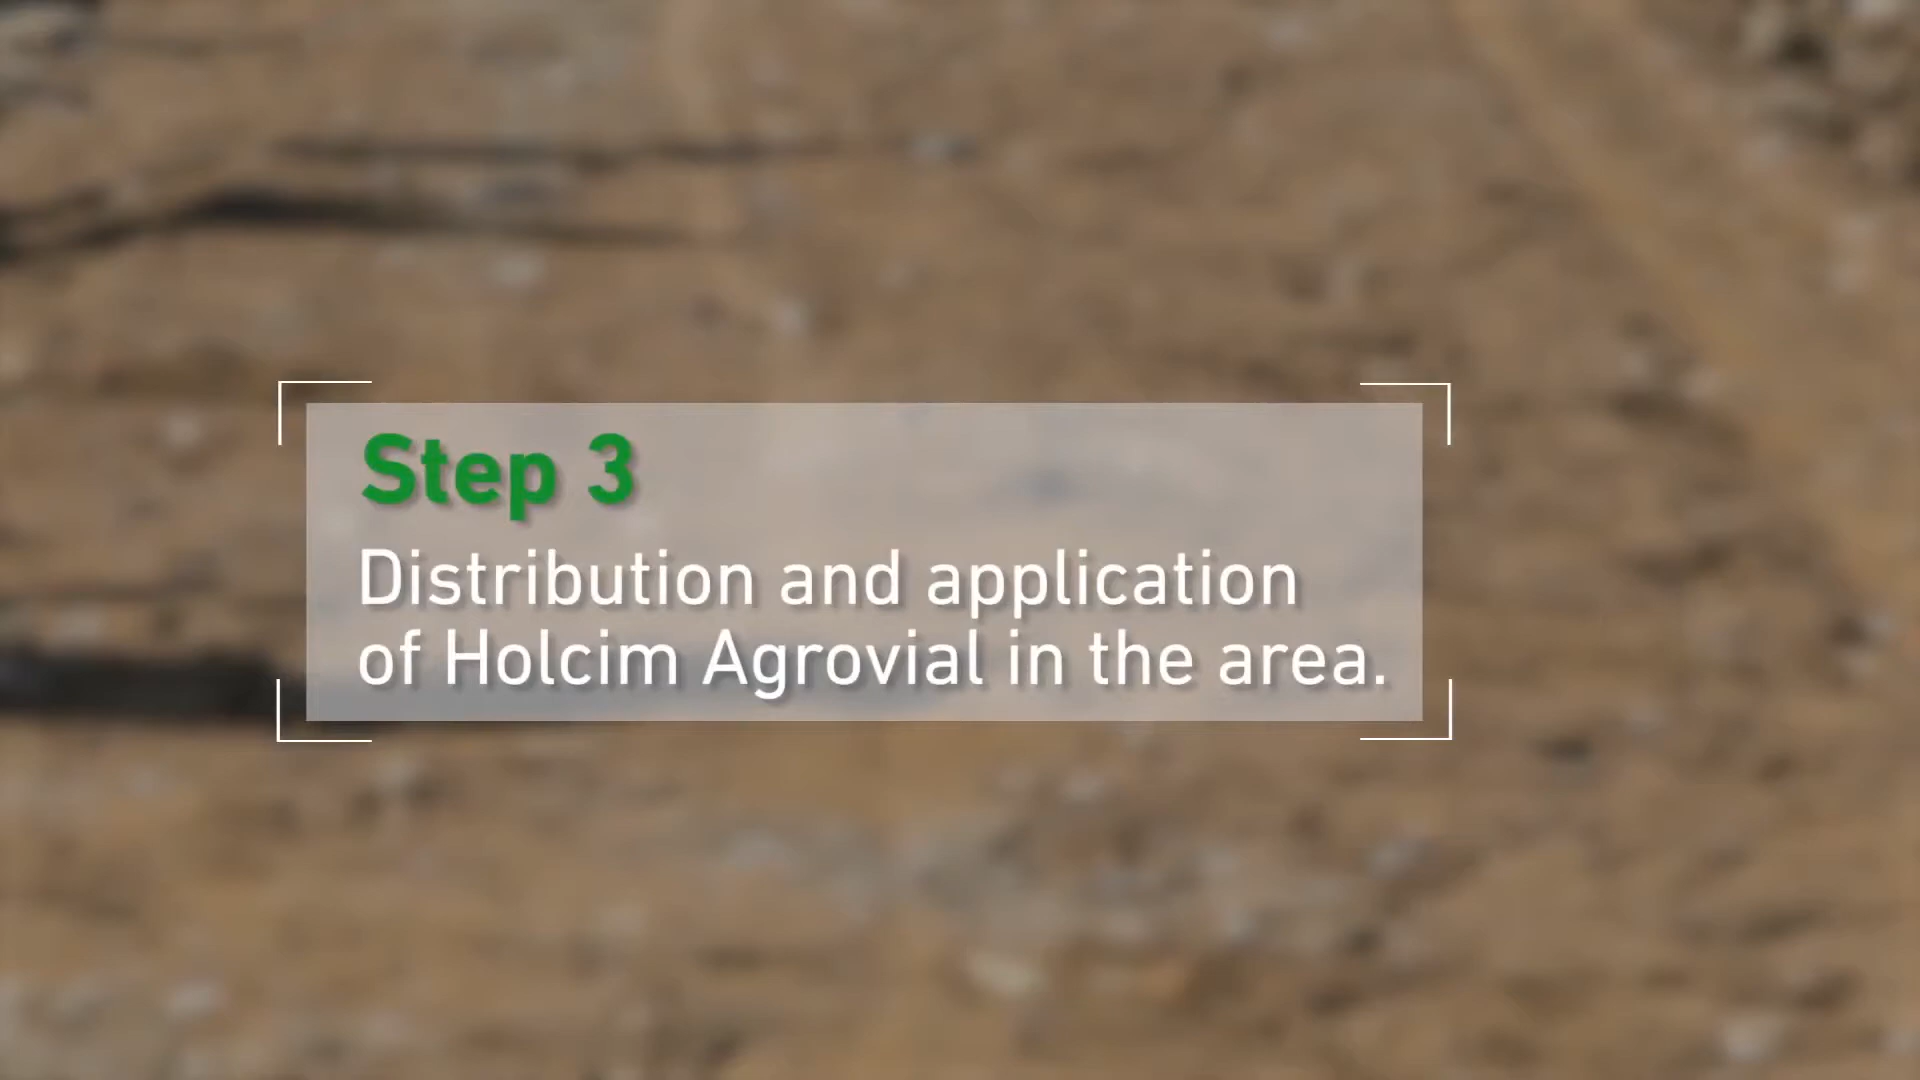 Step 3
Distribution and application
of Holcim Agrovial in the area.